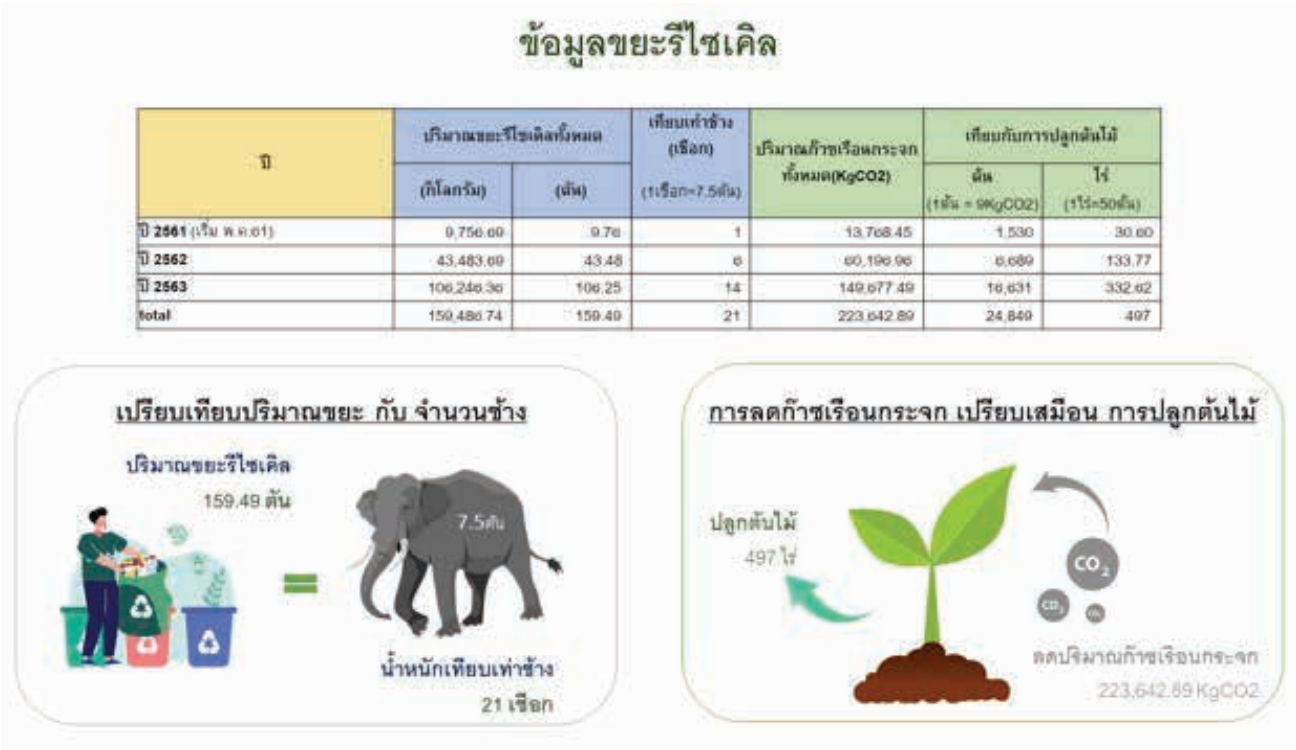 ข้อมูลขยะรีไซเคิล
ปี
ปริมาณขยะรีไซเคิลทั้งหมด
(กิโลกรัม) (ตัน)
เทียบเท่าช้าง
(เชือก)
(1เชือก=7.5ตัน)
ปริมาณก๊าซเรือนกระจก
ทั้งหมด(KgCO2)
เทียบกับการปลูกต้นไม้
ต้น ไร่
(1ต้น = 9KgCO2) (1ไร่=50ต้น)
ปี 2561 (เริ่ม พ.ค.61) 9,756.69 9.76 1 13,768.45 1,530 30.60
ปี 2562 43,483.69 43.48 6 60,196.96 6,689 133.77
ปี 2563 106,246.36 106.25 14 149,677.49 16,631 332.62
total 159,486.74 159.49 21 223,642.89 24,849 497
เปรียบเทียบปริมาณขยะ กับ จำนวนช้าง
ปริมาณขยะรีไซเคิล
159.49 ตัน
7.5ตัน
=
น้ำหนักเทียบเท่าช้าง
21 เชือก
การลดก๊าซเรือนกระจก เปรียบเสมือน การปลูกต้นไม้
ปลูกต้นไม้
497 ไร่
CO2
CO2
CO2
ลดปริมาณก๊าซเรือนกระจก
223,642.89 KgCO2